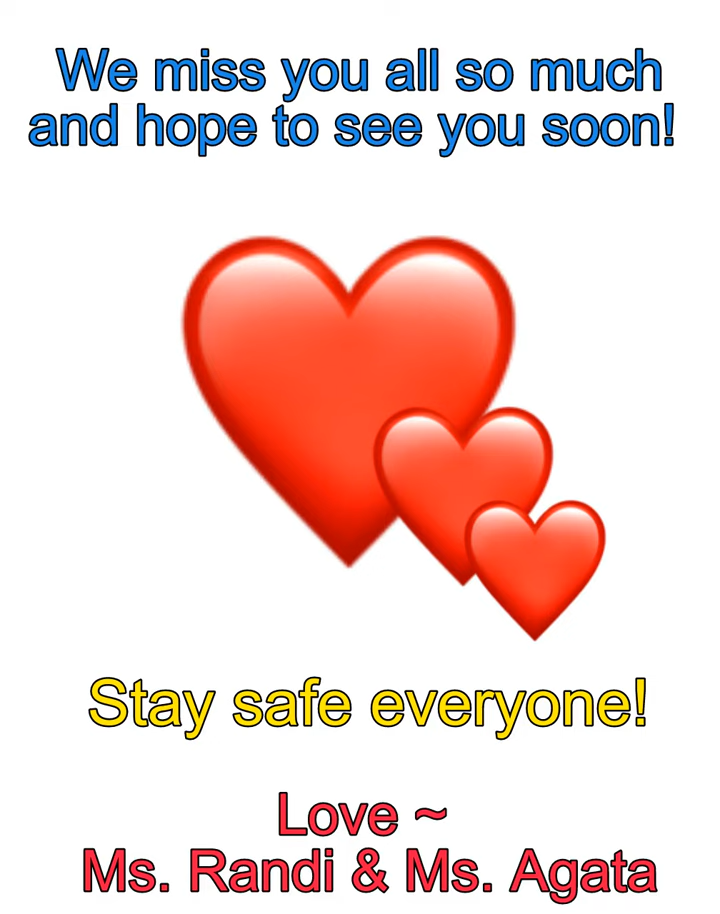 We miss you all so much
and hope to see you soon!
Stay safe everyone!
Love ~
Ms. Randi & Ms. Agata